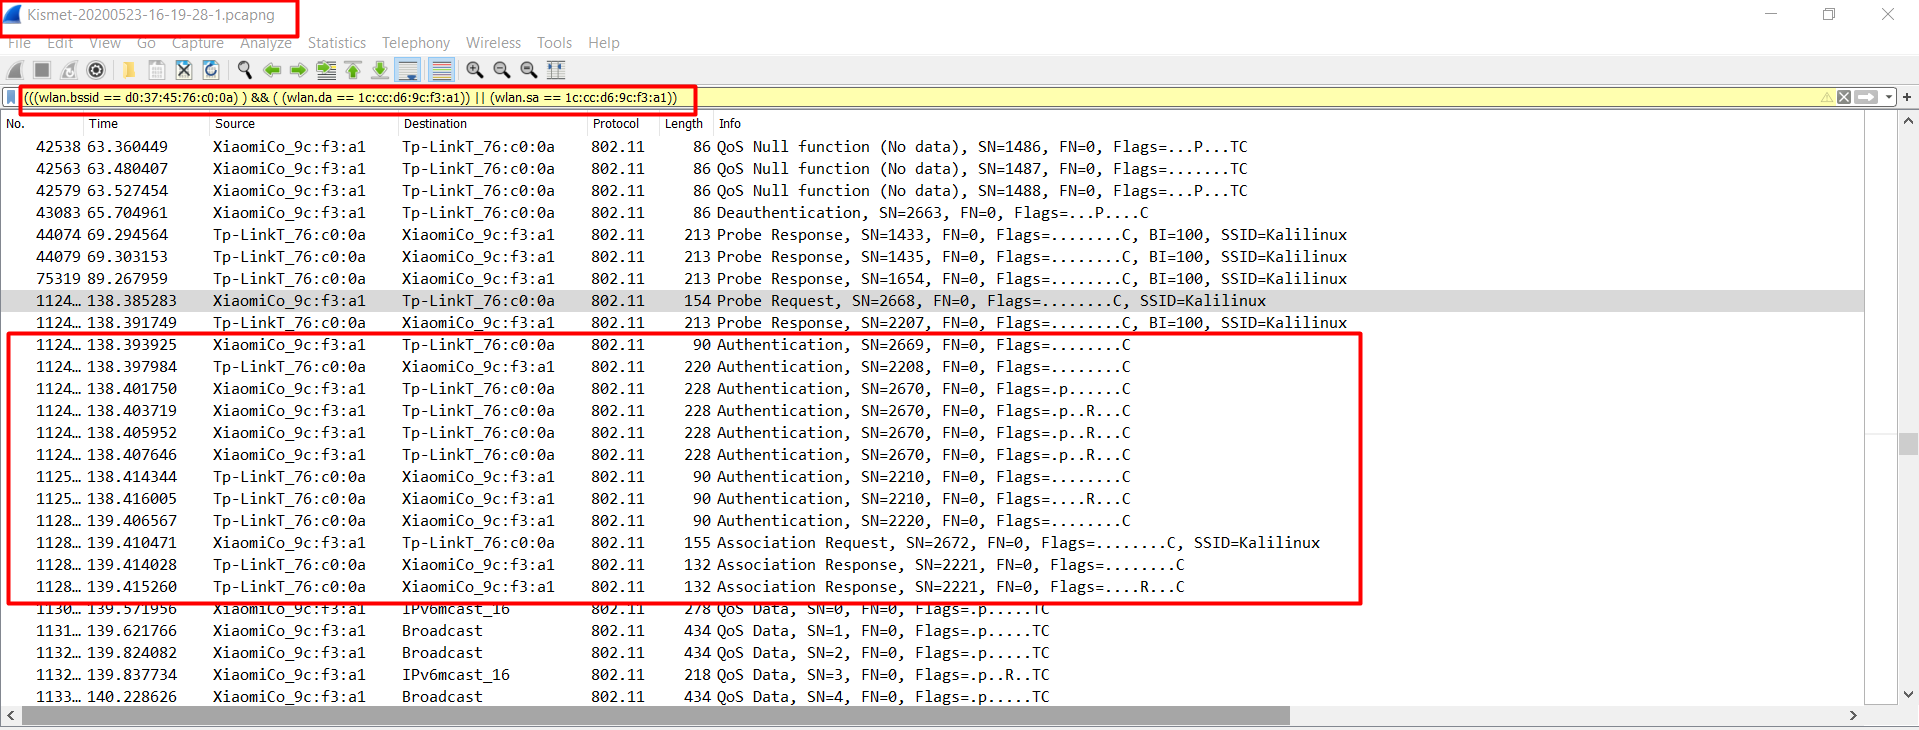 Kismet-20200523-16-19-28-1.pcapng
File Edit View Go Capture Analyze Statistics Telephony Wireless Tools Help
(((wlan.bssid == d0:37:45:76:c0:0a) ) && ( (wlan.da == 1c:cc:d6:9c:f3:a1)) || (wlan.sa == 1c:cc:d6:9c:f3:a1))
No. Time Source Destination Protocol Length Info
42538 63.360449 XiaomiCo_9c:f3:a1 Tp-LinkT_76:c0:0a 802.11 86 QoS Null function (No data), SN=1486, FN=0, Flags=...P...TC
42563 63.480407 XiaomiCo_9c:f3:a1 Tp-LinkT_76:c0:0a 802.11 86 QoS Null function (No data), SN=1487, FN=0, Flags=.......TC
42579 63.527454 XiaomiCo_9c:f3:a1 Tp-LinkT_76:c0:0a 802.11 86 QoS Null function (No data), SN=1488, FN=0, Flags=...P...TC
43083 65.704961 XiaomiCo_9c:f3:a1 Tp-LinkT_76:c0:0a 802.11 86 Deauthentication, SN=2663, FN=0, Flags=...P....C
44074 69.294564 Tp-LinkT_76:c0:0a XiaomiCo_9c:f3:a1 802.11 213 Probe Response, SN=1433, FN=0, Flags=........C, BI=100, SSID=Kalilinux
44079 69.303153 Tp-LinkT_76:c0:0a XiaomiCo_9c:f3:a1 802.11 213 Probe Response, SN=1435, FN=0, Flags=........C, BI=100, SSID=Kalilinux
75319 89.267959 Tp-LinkT_76:c0:0a XiaomiCo_9c:f3:a1 802.11 213 Probe Response, SN=1654, FN=0, Flags=........C, BI=100, SSID=Kalilinux
1124… 138.385283 XiaomiCo_9c:f3:a1 Tp-LinkT_76:c0:0a 802.11 154 Probe Request, SN=2668, FN=0, Flags=........C, SSID=Kalilinux
1124… 138.391749 Tp-LinkT_76:c0:0a XiaomiCo_9c:f3:a1 802.11 213 Probe Response, SN=2207, FN=0, Flags=........C, BI=100, SSID=Kalilinux
1124… 138.393925 XiaomiCo_9c:f3:a1 Tp-LinkT_76:c0:0a 802.11 90 Authentication, SN=2669, FN=0, Flags=........C
1124… 138.397984 Tp-LinkT_76:c0:0a XiaomiCo_9c:f3:a1 802.11 220 Authentication, SN=2208, FN=0, Flags=........C
1124… 138.401750 XiaomiCo_9c:f3:a1 Tp-LinkT_76:c0:0a 802.11 228 Authentication, SN=2670, FN=0, Flags=.p......C
1124… 138.403719 XiaomiCo_9c:f3:a1 Tp-LinkT_76:c0:0a 802.11 228 Authentication, SN=2670, FN=0, Flags=.p..R...C
1124… 138.405952 XiaomiCo_9c:f3:a1 Tp-LinkT_76:c0:0a 802.11 228 Authentication, SN=2670, FN=0, Flags=.p..R...C
1124… 138.407646 XiaomiCo_9c:f3:a1 Tp-LinkT_76:c0:0a 802.11 228 Authentication, SN=2670, FN=0, Flags=.p..R...C
1125… 138.414344 Tp-LinkT_76:c0:0a XiaomiCo_9c:f3:a1 802.11 90 Authentication, SN=2210, FN=0, Flags=........C
1125… 138.416005 Tp-LinkT_76:c0:0a XiaomiCo_9c:f3:a1 802.11 90 Authentication, SN=2210, FN=0, Flags=....R...C
1128… 139.406567 Tp-LinkT_76:c0:0a XiaomiCo_9c:f3:a1 802.11 90 Authentication, SN=2220, FN=0, Flags=........C
1128… 139.410471 XiaomiCo_9c:f3:a1 Tp-LinkT_76:c0:0a 802.11 155 Association Request, SN=2672, FN=0, Flags=........C, SSID=Kalilinux
1128… 139.414028 Tp-LinkT_76:c0:0a XiaomiCo_9c:f3:a1 802.11 132 Association Response, SN=2221, FN=0, Flags=........C
1128… 139.415260 Tp-LinkT_76:c0:0a XiaomiCo_9c:f3:a1 802.11 132 Association Response, SN=2221, FN=0, Flags=....R...C
1130… 139.571956 XiaomiCo_9c:f3:a1 IPv6mcast_16 802.11 278 QoS Data, SN=0, FN=0, Flags=.p.....TC
1131… 139.621766 XiaomiCo_9c:f3:a1 Broadcast 802.11 434 QoS Data, SN=1, FN=0, Flags=.p.....TC
1132… 139.824082 XiaomiCo_9c:f3:a1 Broadcast 802.11 434 QoS Data, SN=2, FN=0, Flags=.p.....TC
1132… 139.837734 XiaomiCo_9c:f3:a1 IPv6mcast_16 802.11 218 QoS Data, SN=3, FN=0, Flags=.p..R..TC
1133… 140.228626 XiaomiCo_9c:f3:a1 Broadcast 802.11 434 QoS Data, SN=4, FN=0, Flags=.p.....TC